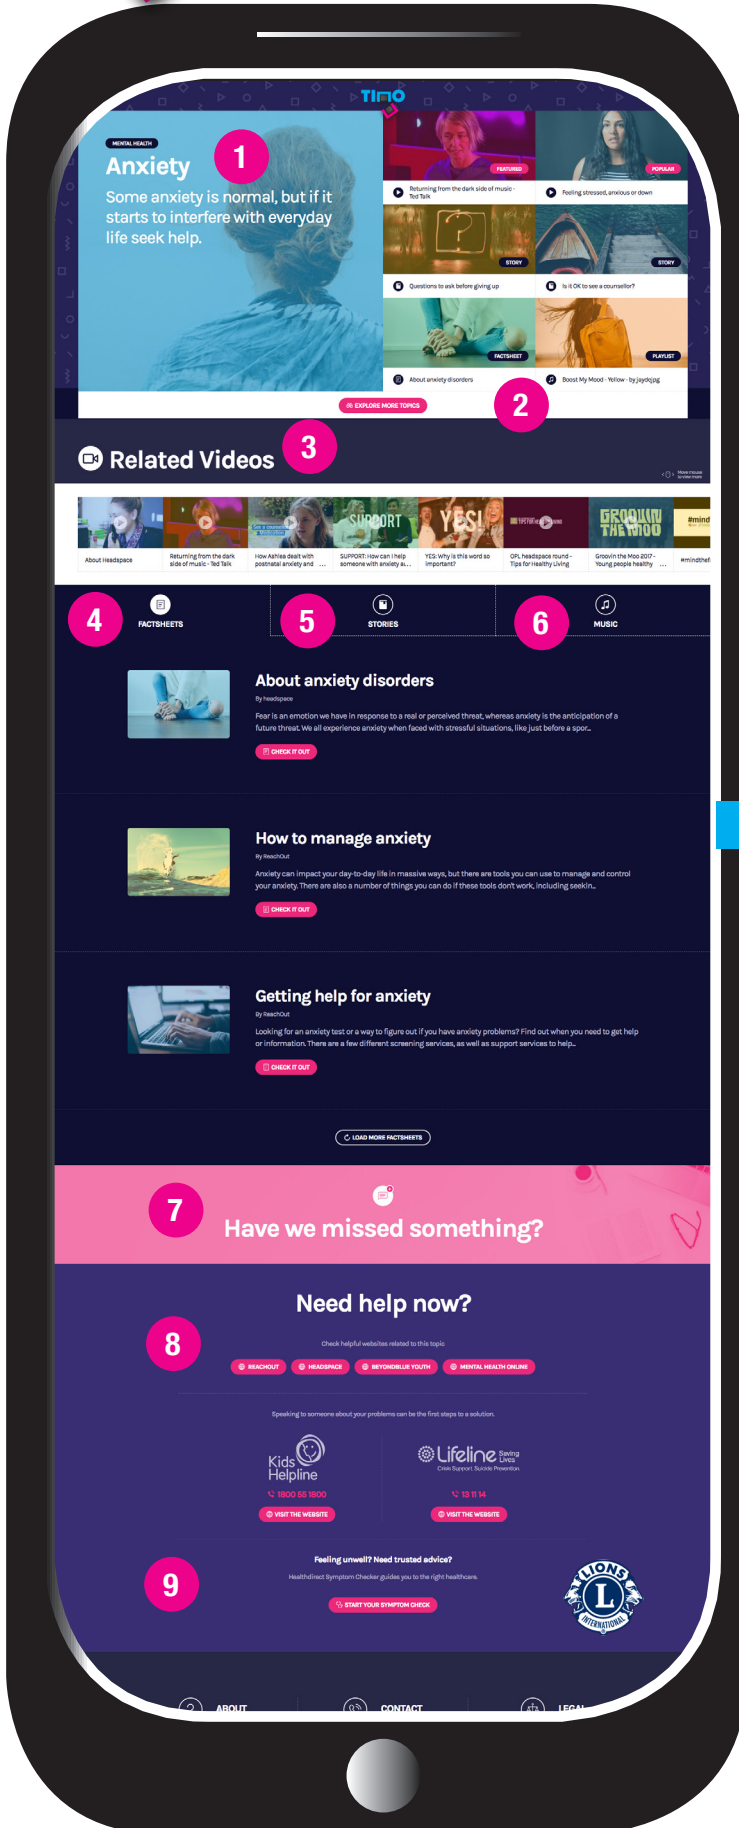 TIMO
MENTAL HEALTH
Anxiety
1
Some anxiety is normal, but if it
starts to interfere with everyday
life seek help.
FEATURED
Returning from the dark side of music -
Ted Talk
POPULAR
Feeling stressed, anxious or down
STORY
Questions to ask before giving up
STORY
Is it OK to see a counsellor?
FACTSHEET
About anxiety disorders
PLAYLIST
Boost My Mood - Yellow - by jaydojpg
EXPLORE MORE TOPICS
2
Related Videos
3
Move mouse
to view more
About Headspace
Returning from the dark
side of music - Ted Talk
See a counsellor
How Ashlea dealt with
postnatal anxiety and ...
SUPPORT
SUPPORT: How can I help
someone with anxiety a...
YES!
YES: Why is this word so
important?
OPL headspace round -
Tips for Healthy Living
GROOVIN
THE MOO
Groovin the Moo 2017 -
Young people healthy ...
#mind
#mindthef
4
FACTSHEETS
5
STORIES
6
MUSIC
About anxiety disorders
By headspace
Fear is an emotion we have in response to a real or perceived threat, whereas anxiety is the anticipation of a
future threat. We all experience anxiety when faced with stressful situations, like just before a spor...
CHECK IT OUT
How to manage anxiety
By ReachOut
Anxiety can impact your day-to-day life in massive ways, but there are tools you can use to manage and control
your anxiety. There are also a number of things you can do if these tools don't work, including seekin...
CHECK IT OUT
Getting help for anxiety
By ReachOut
Looking for an anxiety test or a way to figure out if you have anxiety problems? Find out when you need to get help
or information. There are a few different screening services, as well as support services to help...
CHECK IT OUT
LOAD MORE FACTSHEETS
7
Have we missed something?
8
Need help now?
Check helpful websites related to this topic
REACHOUT
HEADSPACE
BEYONDBLUE YOUTH
MENTAL HEALTH ONLINE
Speaking to someone about your problems can be the first steps to a solution.
Kids
Helpline
1800 55 1800
VISIT THE WEBSITE
Lifeline Saving Lives
Crisis Support. Suicide Prevention.
13 11 14
VISIT THE WEBSITE
9
Feeling unwell? Need trusted advice?
Healthdirect Symptom Checker guides you to the right healthcare.
START YOUR SYMPTOM CHECK
LIONS
L
INTERNATIONAL
ABOUT
CONTACT
LEGAL